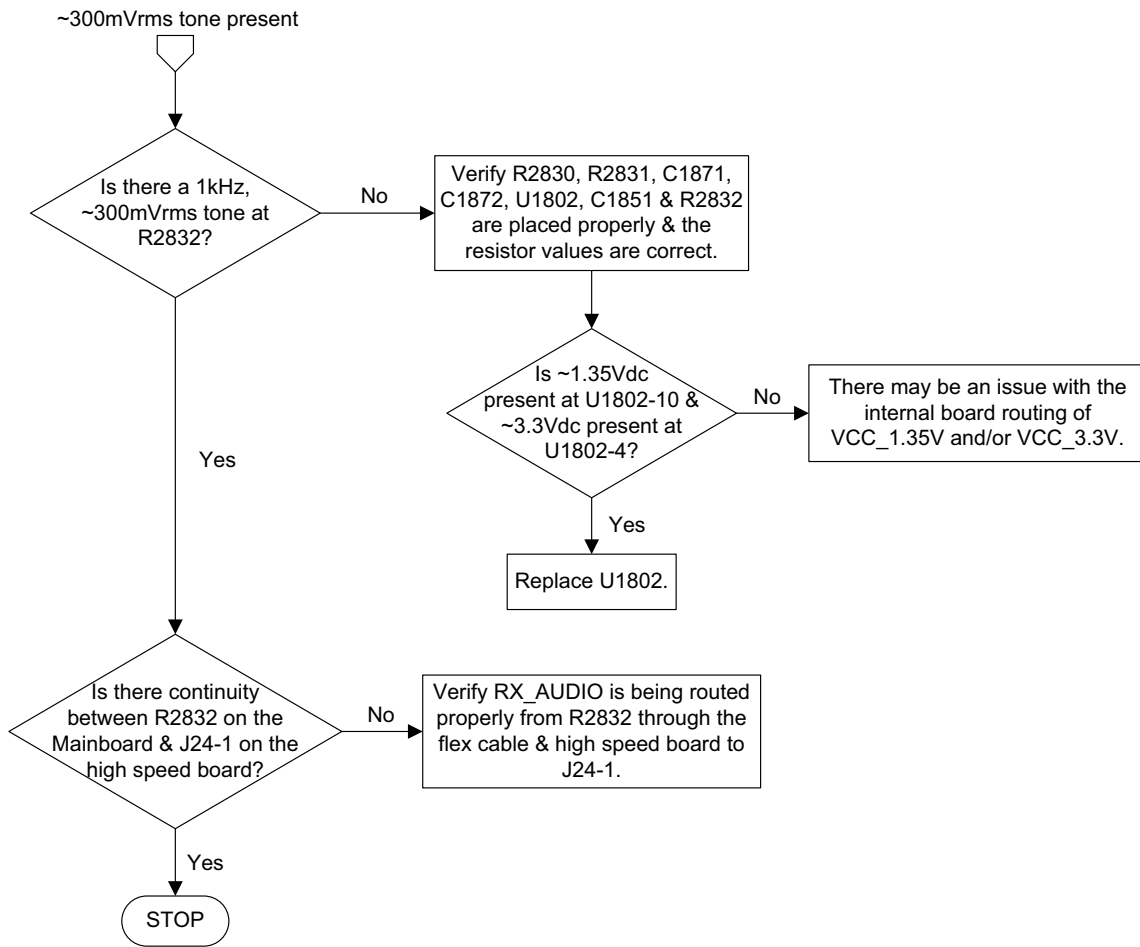 ~300mVrms tone present
Is there a 1kHz,
~300mVrms tone at
R2832?
No
Verify R2830, R2831, C1871,
C1872, U1802, C1851 & R2832
are placed properly & the
resistor values are correct.
Is ~1.35Vdc
present at U1802-10 &
~3.3Vdc present at
U1802-4?
No
There may be an issue with the
internal board routing of
VCC_1.35V and/or VCC_3.3V.
Yes
Yes
Replace U1802.
Is there continuity
between R2832 on the
Mainboard & J24-1 on the
high speed board?
No
Verify RX_AUDIO is being routed
properly from R2832 through the
flex cable & high speed board to
J24-1.
Yes
STOP